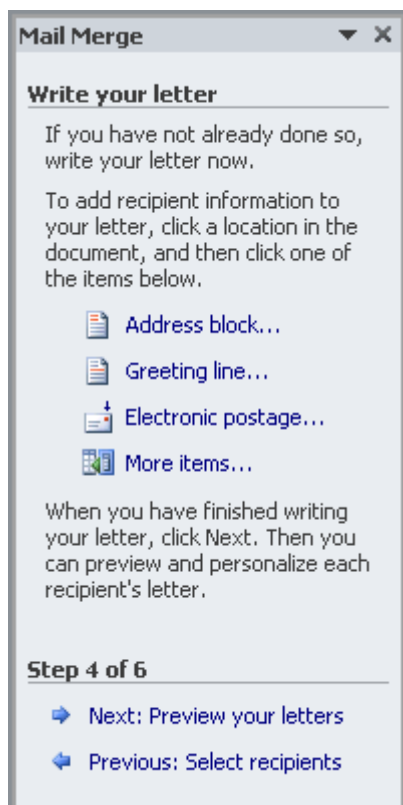 Mail Merge
Write your letter
If you have not already done so,
write your letter now.
To add recipient information to
your letter, click a location in the
document, and then click one of
the items below.
Address block...
Greeting line...
Electronic postage...
More items...
When you have finished writing
your letter, click Next. Then you
can preview and personalize each
recipient's letter.
Step 4 of 6
Next: Preview your letters
Previous: Select recipients